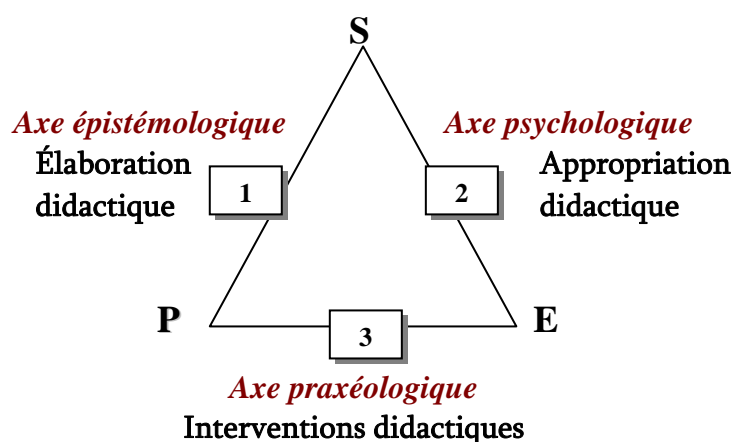 S
Axe épistémologique
Axe psychologique
Élaboration
didactique
Appropriation
didactique
1
2
P
E
3
Axe praxéologique
Interventions didactiques